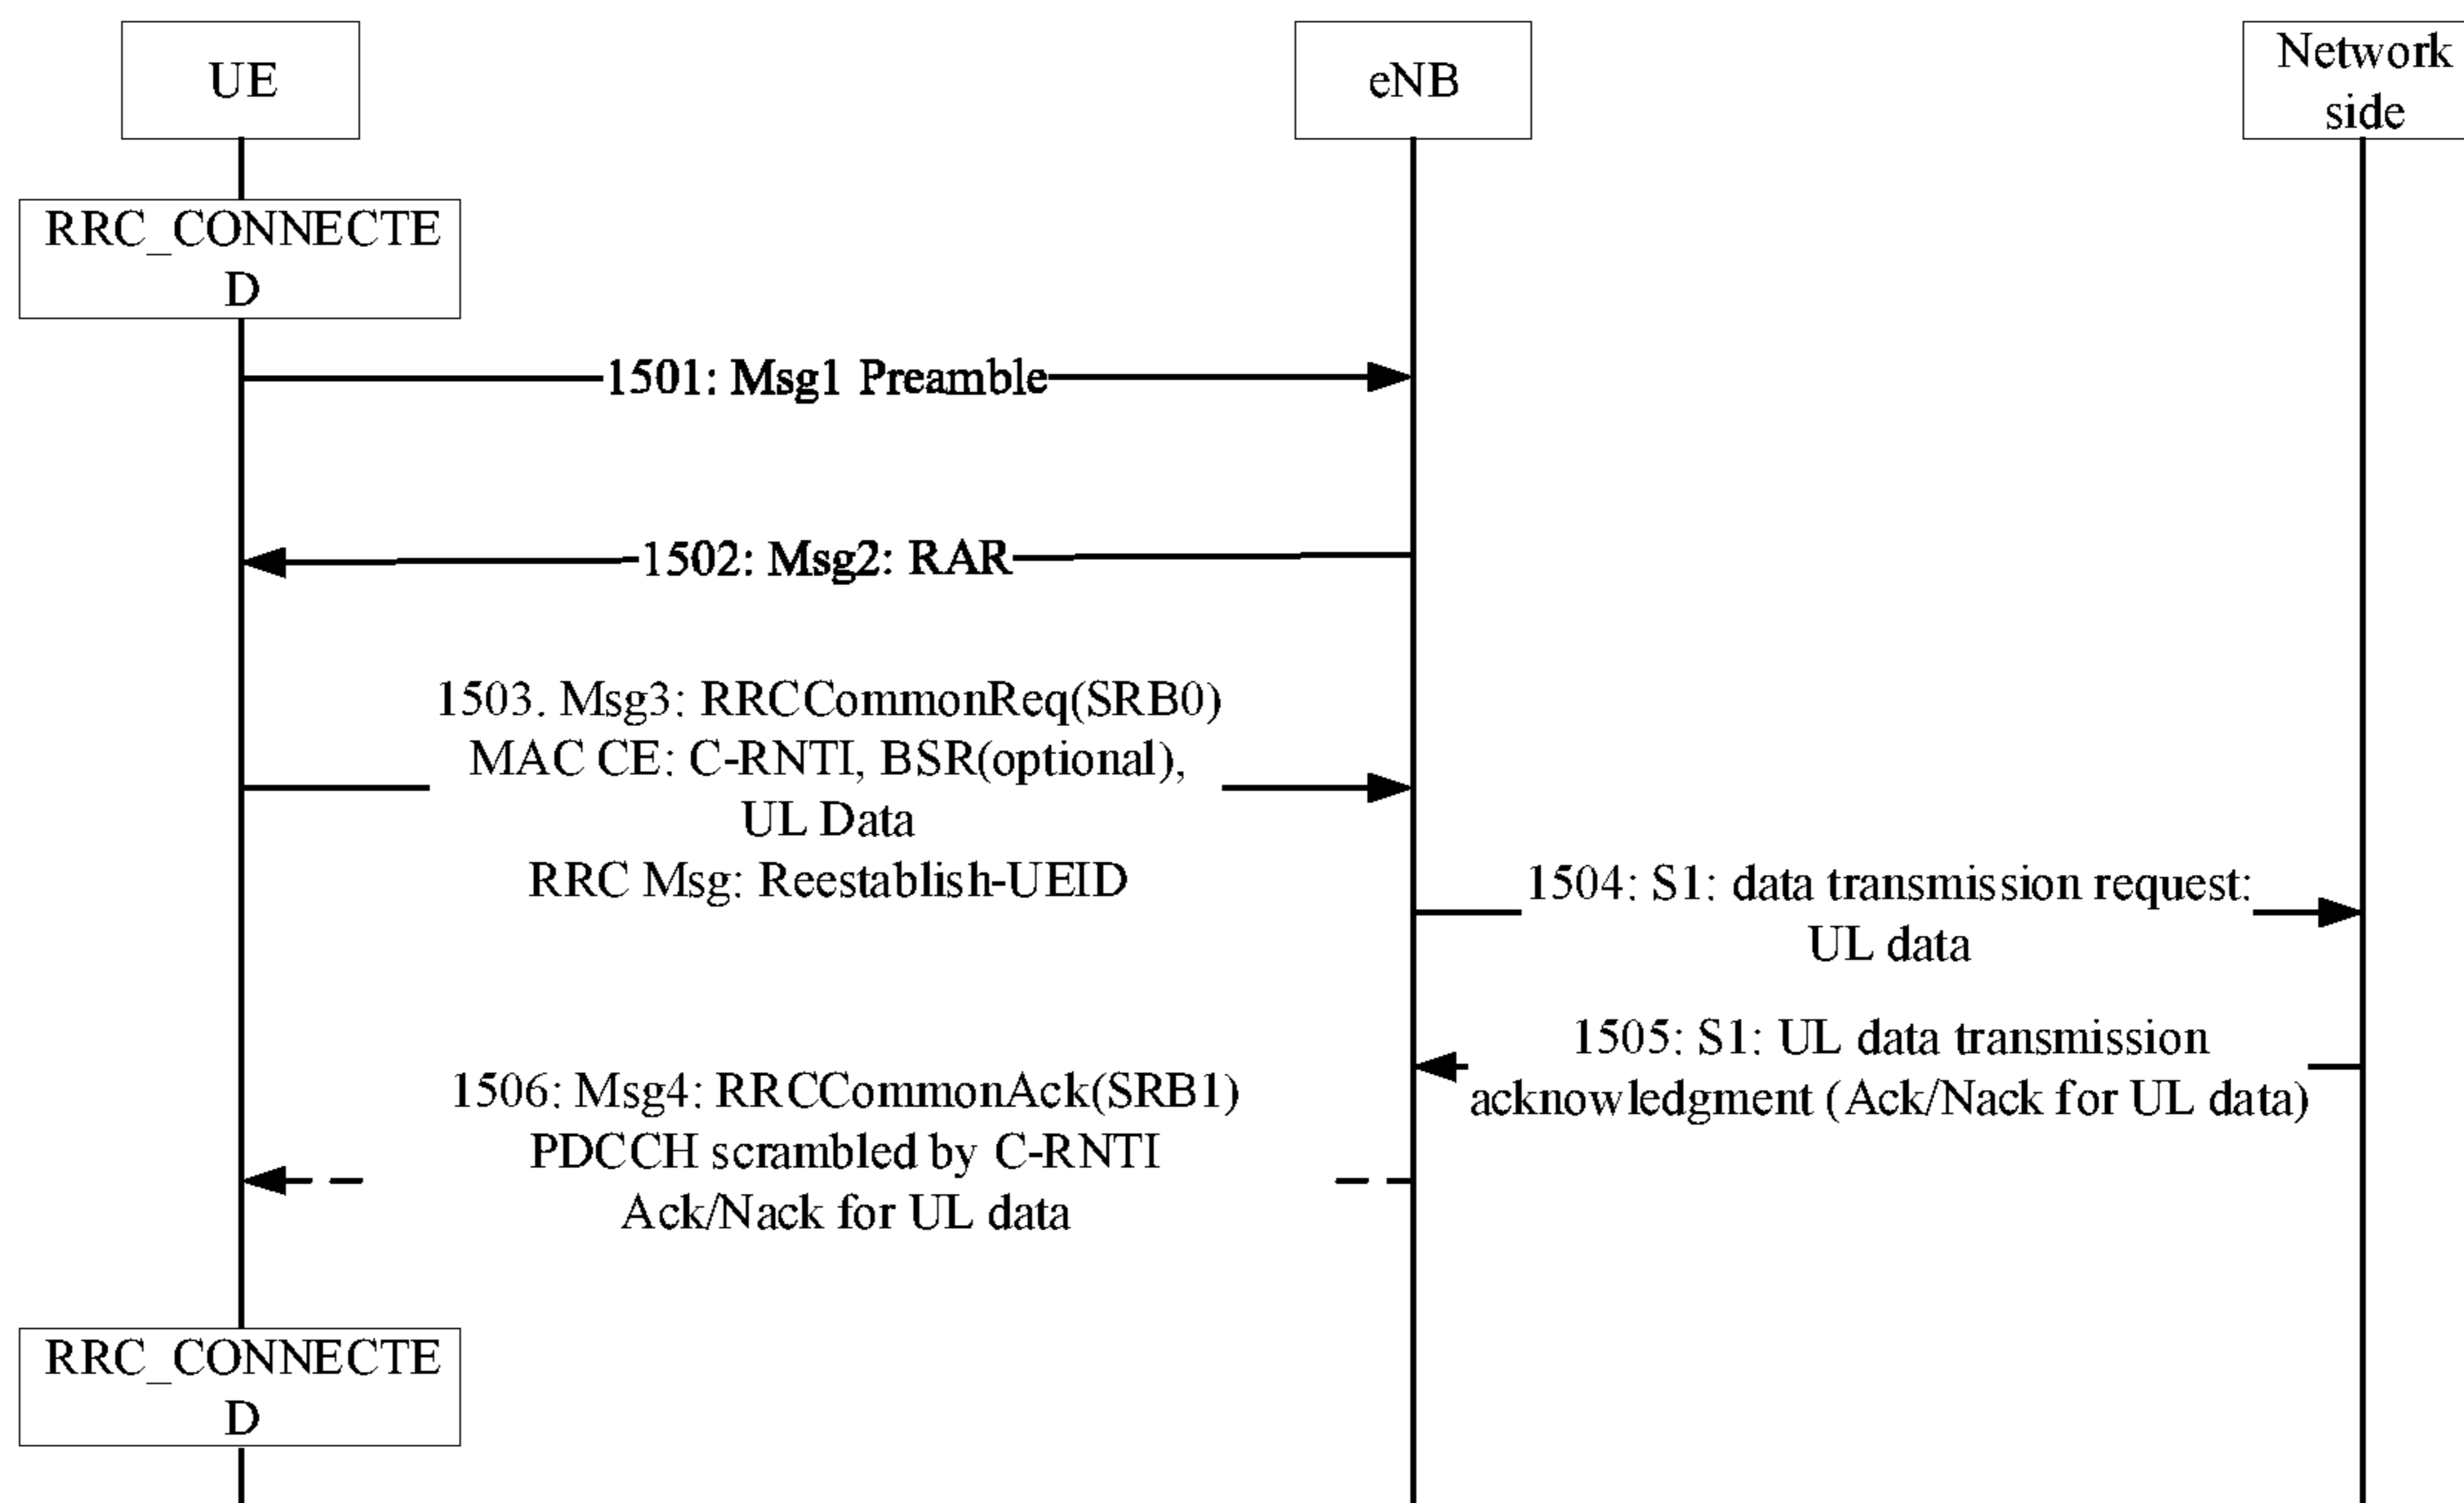 UE
eNB
Network
side
RRC_CONNECTE
D
1501: Msg1 Preamble
1502: Msg2: RAR
1503. Msg3: RRCCommonReq(SRB0)
MAC CE: C-RNTI, BSR(optional),
UL Data
RRC Msg: Reestablish-UEID
1504: S1: data transmission request:
UL data
1505: S1: UL data transmission
acknowledgment (Ack/Nack for UL data)
1506: Msg4: RRCCommonAck(SRB1)
PDCCH scrambled by C-RNTI
Ack/Nack for UL data
RRC_CONNECTE
D